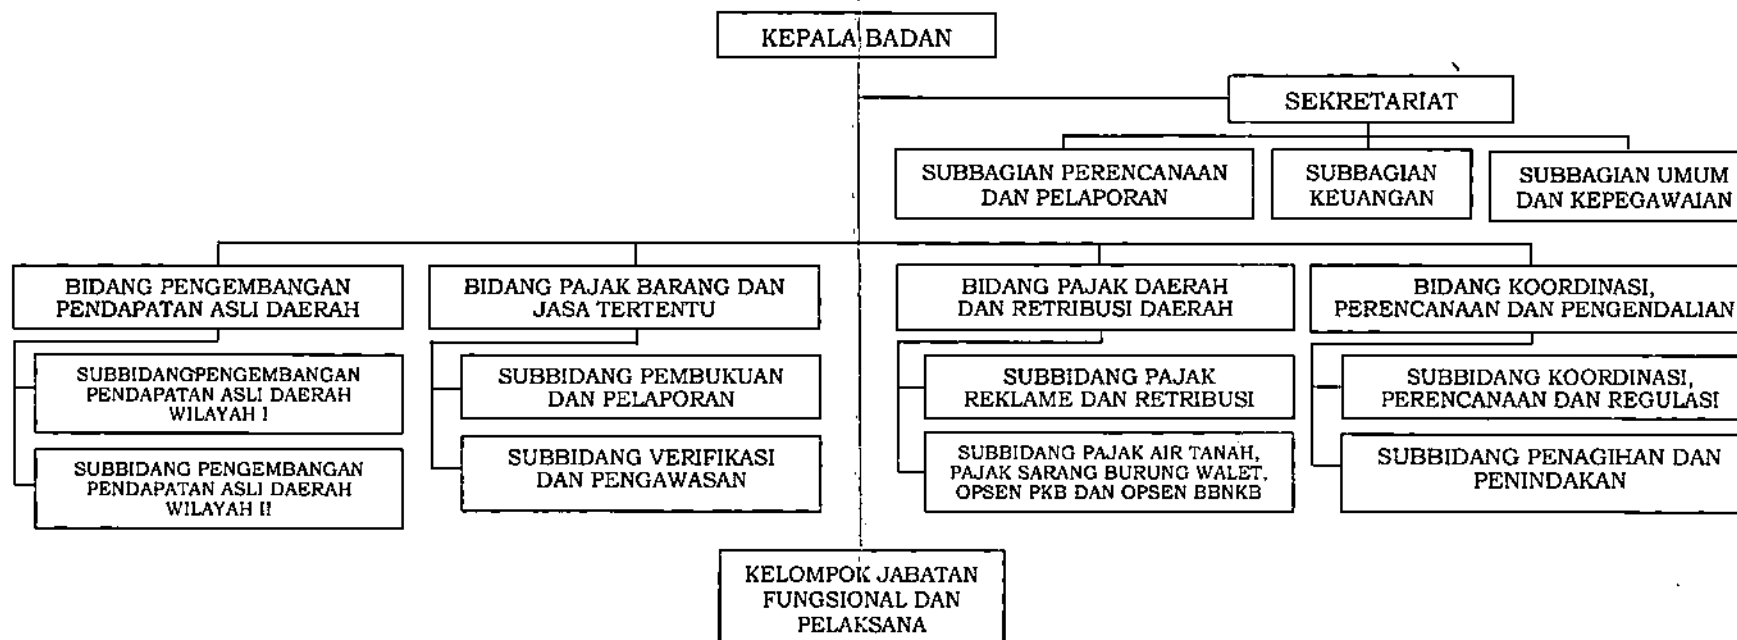 KEPALA BADAN
SEKRETARIAT
SUBBAGIAN PERENCANAAN
DAN PELAPORAN
SUBBAGIAN
KEUANGAN
SUBBAGIAN UMUM
DAN KEPEGAWAIAN
BIDANG PENGEMBANGAN
PENDAPATAN ASLI DAERAH
BIDANG PAJAK BARANG DAN
JASA TERTENTU
BIDANG PAJAK DAERAH
DAN RETRIBUSI DAERAH
BIDANG KOORDINASI,
PERENCANAAN DAN PENGENDALIAN
SUBBIDANGPENGEMBANGAN
PENDAPATAN ASLI DAERAH
WILAYAH I
SUBBIDANG PEMBUKUAN
DAN PELAPORAN
SUBBIDANG PAJAK
REKLAME DAN RETRIBUSI
SUBBIDANG KOORDINASI,
PERENCANAAN DAN REGULASI
SUBBIDANG PENGEMBANGAN
PENDAPATAN ASLI DAERAH
WILAYAH II
SUBBIDANG VERIFIKASI
DAN PENGAWASAN
SUBBIDANG PAJAK AIR TANAH,
PAJAK SARANG BURUNG WALET,
OPSEN PKB DAN OPSEN BBNKB
SUBBIDANG PENAGIHAN DAN
PENINDAKAN
KELOMPOK JABATAN
FUNGSIONAL DAN
PELAKSANA